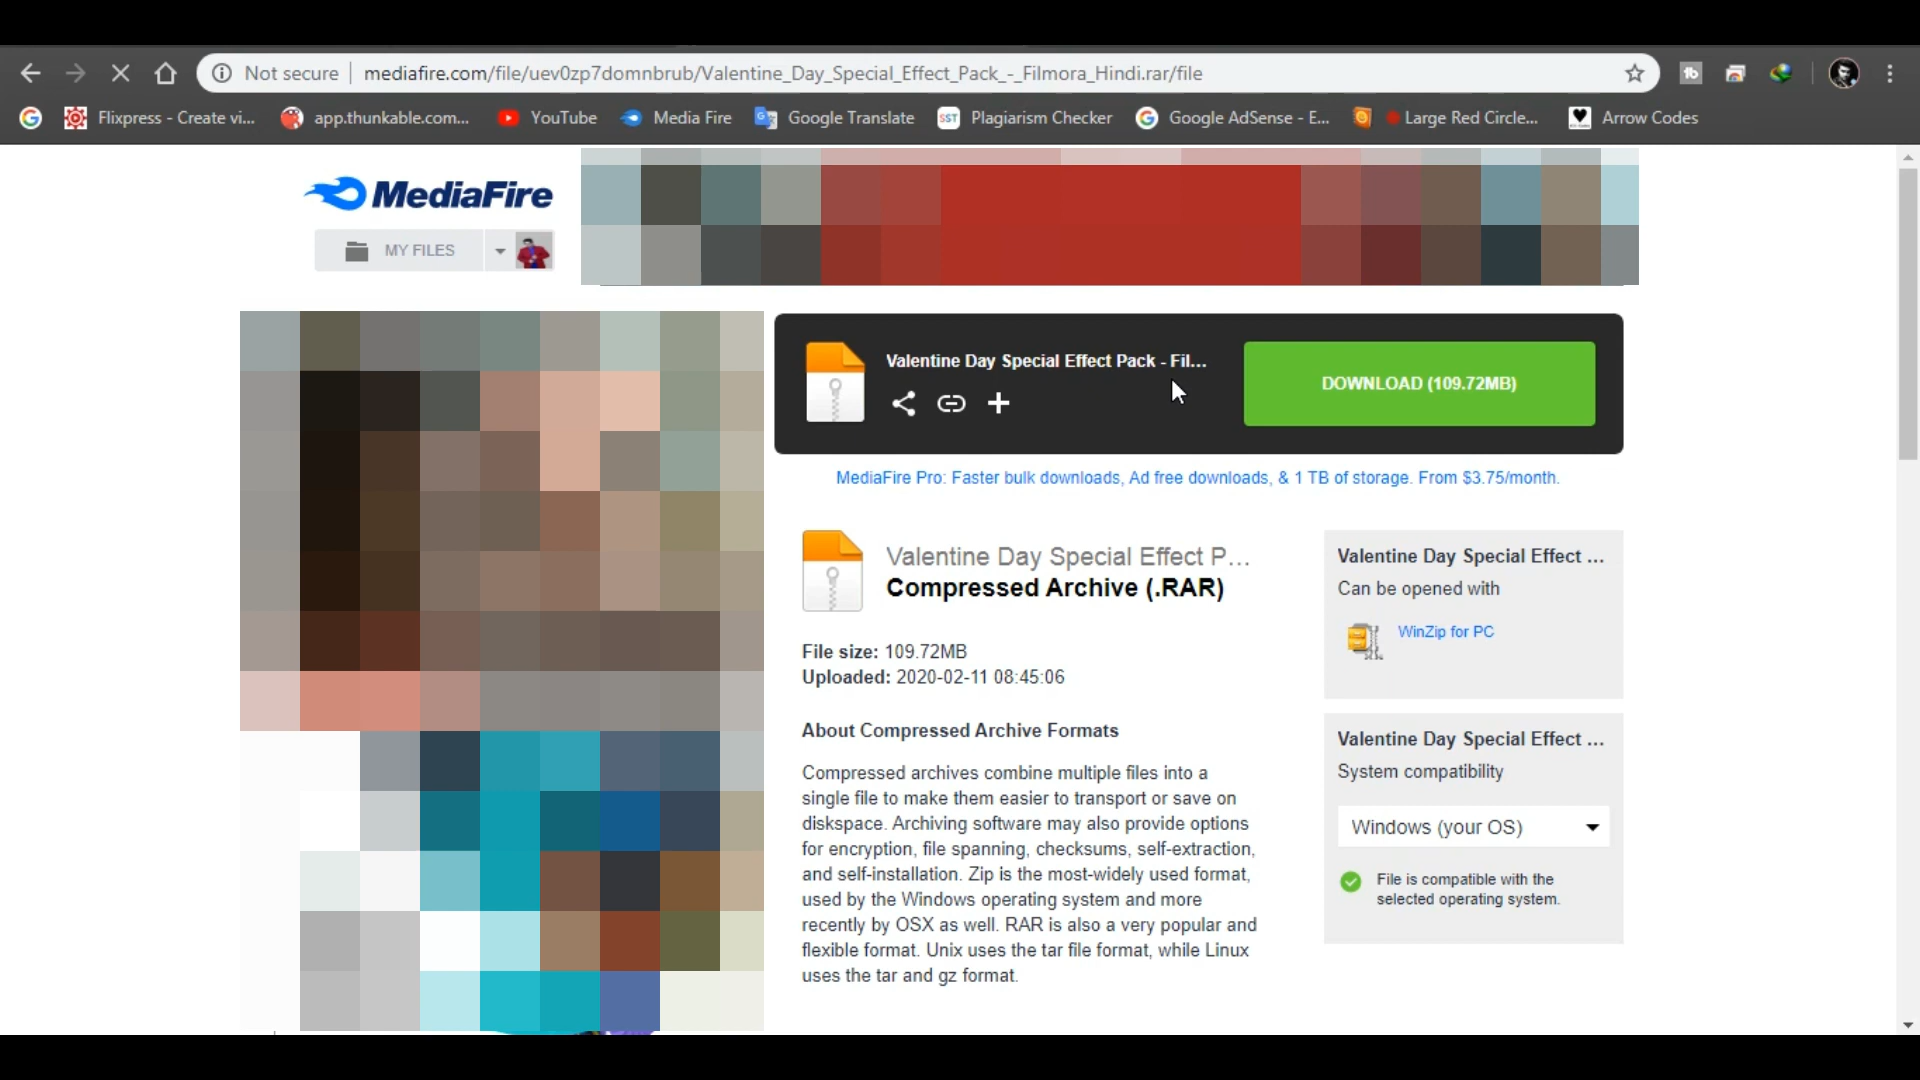 Not secure
mediafire.com/file/uev0zp7domnbrub/Valentine_Day_Special_Effect_Pack_-_Filmora_Hindi.rar/file
Flixpress - Create vi...
app.thunkable.com...
YouTube
Media Fire
Google Translate
SST
Plagiarism Checker
Google AdSense - E...
Large Red Circle...
Arrow Codes
MediaFire
MY FILES
Valentine Day Special Effect Pack - Fil...
DOWNLOAD (109.72MB)
MediaFire Pro: Faster bulk downloads, Ad free downloads, & 1 TB of storage. From $3.75/month.
Valentine Day Special Effect P...
Compressed Archive (.RAR)
File size: 109.72MB
Uploaded: 2020-02-11 08:45:06
About Compressed Archive Formats
Compressed archives combine multiple files into a
single file to make them easier to transport or save on
diskspace. Archiving software may also provide options
for encryption, file spanning, checksums, self-extraction,
and self-installation. Zip is the most-widely used format,
used by the Windows operating system and more
recently by OSX as well. RAR is also a very popular and
flexible format. Unix uses the tar file format, while Linux
uses the tar and gz format.
Valentine Day Special Effect ...
Can be opened with
WinZip for PC
Valentine Day Special Effect ...
System compatibility
Windows (your OS)
File is compatible with the
selected operating system.